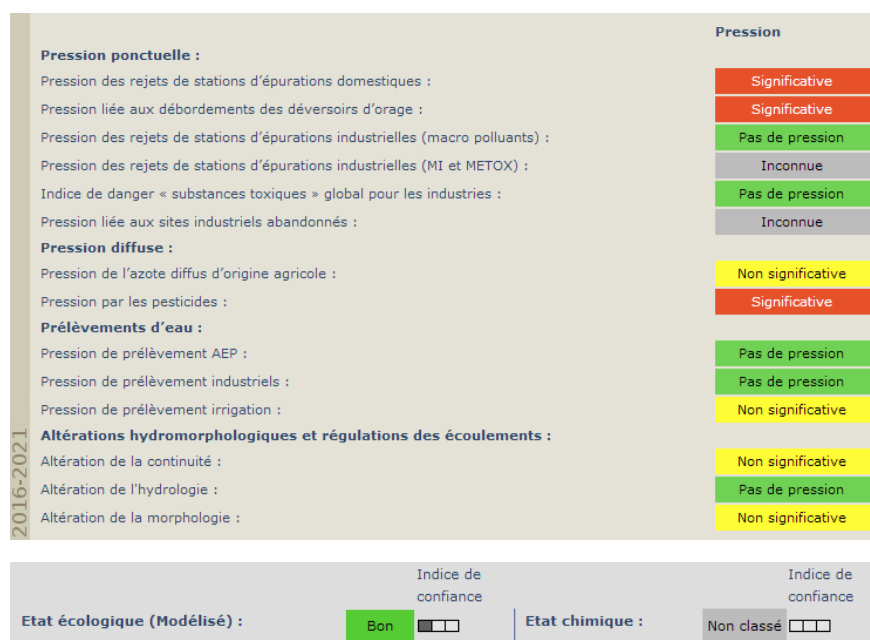 Pression
Pression ponctuelle :
Pression des rejets de stations d'épurations domestiques : Significative
Pression liée aux débordements des déversoirs d'orage : Significative
Pression des rejets de stations d'épurations industrielles (macro polluants) : Pas de pression
Pression des rejets de stations d'épurations industrielles (MI et METOX) : Inconnue
Indice de danger « substances toxiques » global pour les industries : Pas de pression
Pression liée aux sites industriels abandonnés : Inconnue
Pression diffuse :
Pression de l'azote diffus d'origine agricole : Non significative
Pression par les pesticides : Significative
Prélèvements d'eau :
Pression de prélèvement AEP : Pas de pression
Pression de prélèvement industriels : Pas de pression
Pression de prélèvement irrigation : Non significative
Altérations hydromorphologiques et régulations des écoulements :
Altération de la continuité : Non significative
Altération de l'hydrologie : Pas de pression
Altération de la morphologie : Non significative
2016-2021
Indice de confiance Indice de confiance
Etat écologique (Modélisé) : Bon Etat chimique : Non classé